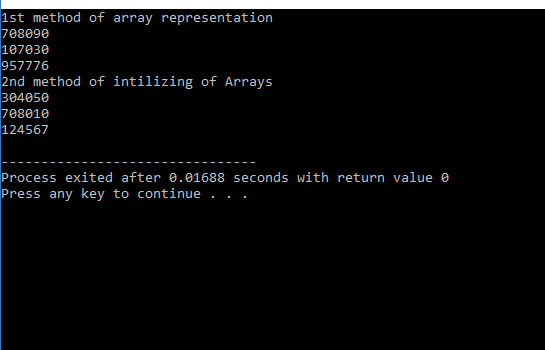 1st method of array representation
708090
107030
957776
2nd method of intilizing of Arrays
304050
708010
124567
--------------------------------
Process exited after 0.01688 seconds with return value 0
Press any key to continue . . .